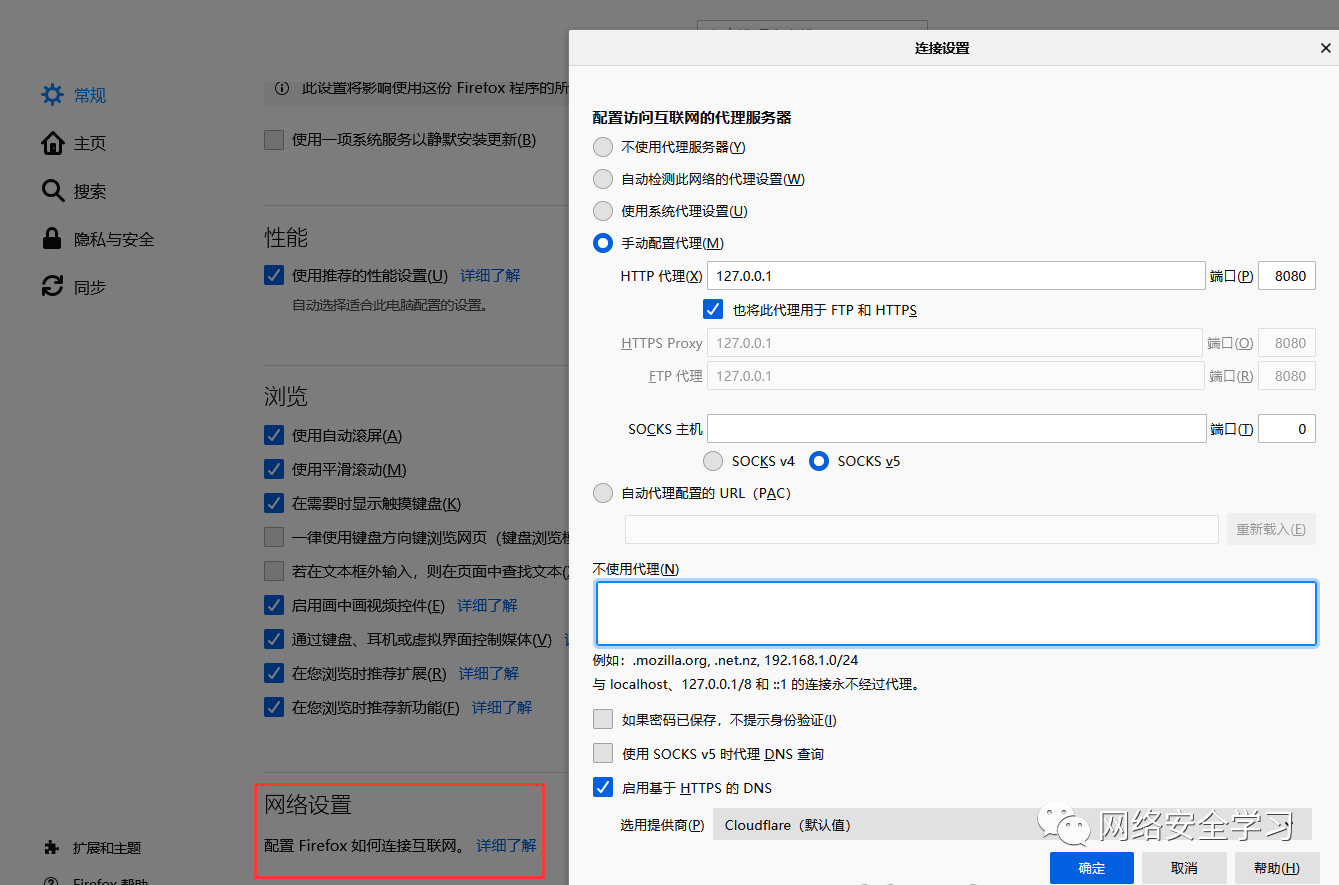 常规
主页
搜索
隐私与安全
同步
扩展和主题
Firefox 帮助
此设置将影响使用这份 Firefox 程序的所
使用一项系统服务以静默安装更新(B)
性能
使用推荐的性能设置(U) 详细了解
自动选择适合此电脑配置的设置。
浏览
使用自动滚屏(A)
使用平滑滚动(M)
在需要时显示触摸键盘(K)
一律使用键盘方向键浏览网页（键盘浏览模
若在文本框外输入，则在页面中查找文本(
启用画中画视频控件(E) 详细了解
通过键盘、耳机或虚拟界面控制媒体(V)
在您浏览时推荐扩展(R) 详细了解
在您浏览时推荐新功能(F) 详细了解
网络设置
配置 Firefox 如何连接互联网。 详细了解
连接设置
配置访问互联网的代理服务器
不使用代理服务器(Y)
自动检测此网络的代理设置(W)
使用系统代理设置(U)
手动配置代理(M)
HTTP 代理(X) 127.0.0.1 端口(P) 8080
也将此代理用于 FTP 和 HTTPS
HTTPS Proxy 127.0.0.1 端口(O) 8080
FTP 代理 127.0.0.1 端口(R) 8080
SOCKS 主机 端口(T) 0
SOCKS v4 SOCKS v5
自动代理配置的 URL（PAC）
重新载入(E)
不使用代理(N)
例如：.mozilla.org, .net.nz, 192.168.1.0/24
与 localhost、127.0.0.1/8 和 ::1 的连接永不经过代理。
如果密码已保存，不提示身份验证(I)
使用 SOCKS v5 时代理 DNS 查询
启用基于 HTTPS 的 DNS
选用提供商(P) Cloudflare（默认值）
网络安全学习
确定 取消 帮助(H)